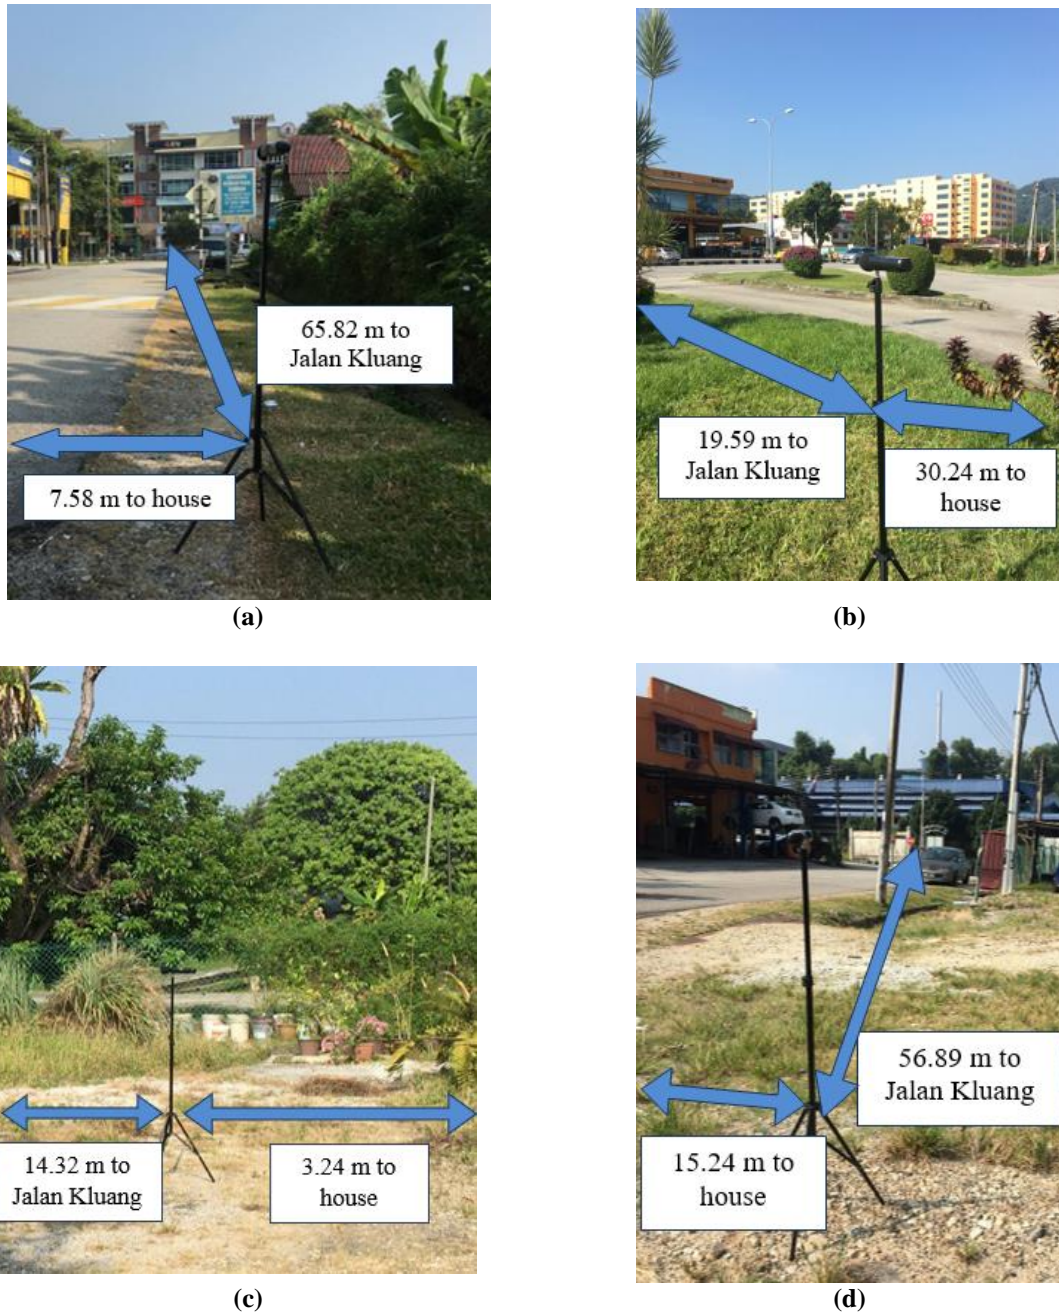 65.82 m to
Jalan Kluang
7.58 m to house
(a)
19.59 m to
Jalan Kluang
30.24 m to
house
(b)
14.32 m to
Jalan Kluang
3.24 m to
house
(c)
56.89 m to
Jalan Kluang
15.24 m to
house
(d)